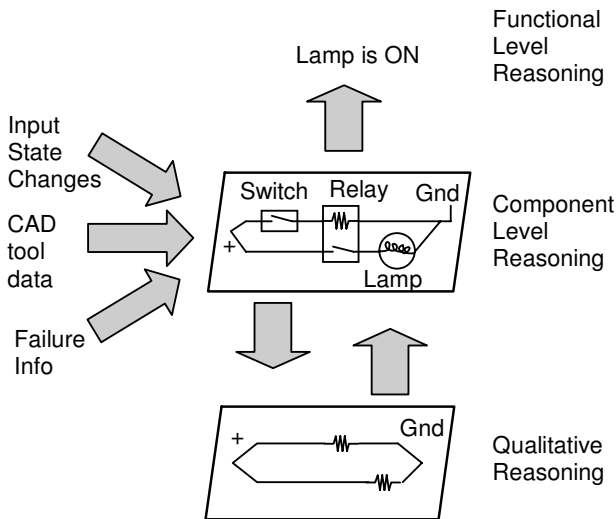 Functional
Level
Reasoning
Lamp is ON
Input
State
Changes
CAD
tool
data
Failure
Info
Switch
Relay
Gnd
+
Lamp
Component
Level
Reasoning
+
Gnd
Qualitative
Reasoning